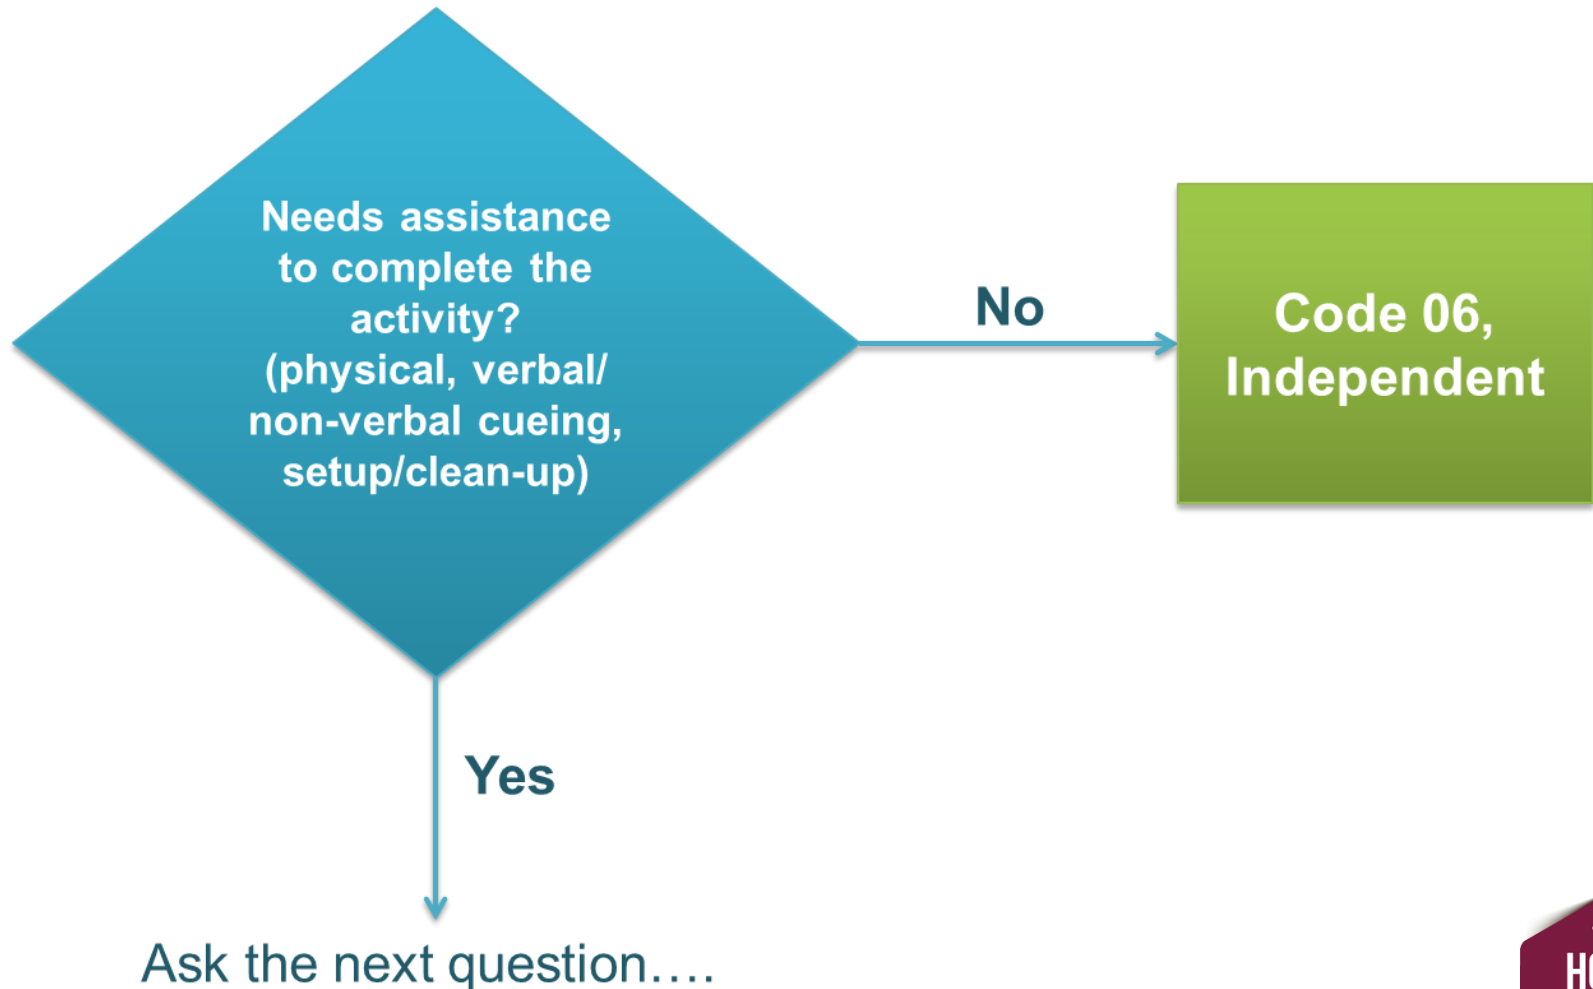 Needs assistance
to complete the
activity?
(physical, verbal/
non-verbal cueing,
setup/clean-up)
No
Code 06,
Independent
Yes
Ask the next question....